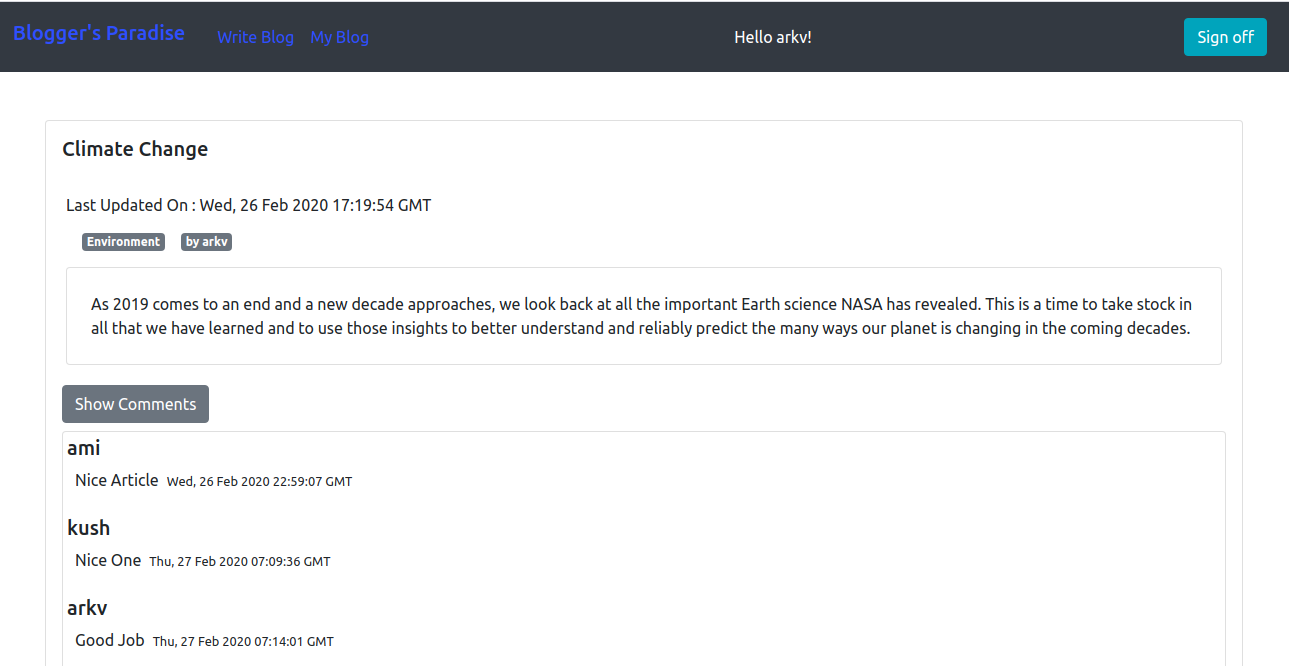 Blogger's Paradise Write Blog My Blog Hello arkv! Sign off
Climate Change
Last Updated On : Wed, 26 Feb 2020 17:19:54 GMT
Environment by arkv
As 2019 comes to an end and a new decade approaches, we look back at all the important Earth science NASA has revealed. This is a time to take stock in
all that we have learned and to use those insights to better understand and reliably predict the many ways our planet is changing in the coming decades.
Show Comments
ami
Nice Article Wed, 26 Feb 2020 22:59:07 GMT
kush
Nice One Thu, 27 Feb 2020 07:09:36 GMT
arkv
Good Job Thu, 27 Feb 2020 07:14:01 GMT